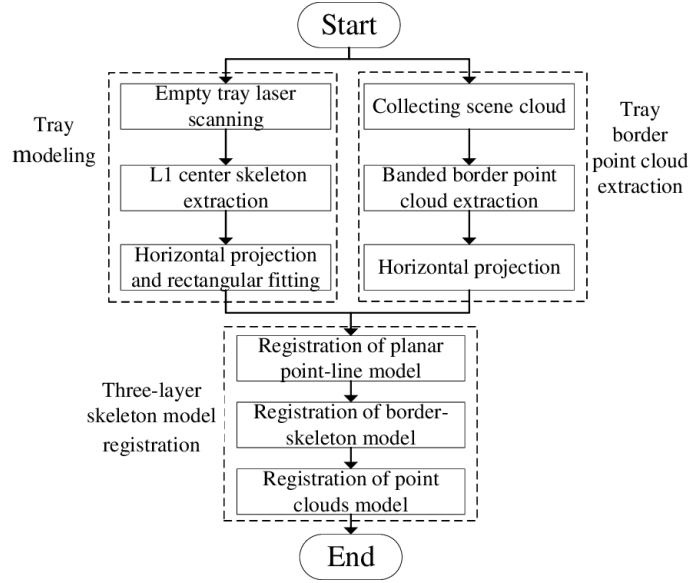 Start
Tray
modeling
Empty tray laser
scanning
L1 center skeleton
extraction
Horizontal projection
and rectangular fitting
Collecting scene cloud
Banded border point
cloud extraction
Horizontal projection
Tray
border
point cloud
extraction
Three-layer
skeleton model
registration
Registration of planar
point-line model
Registration of border-
skeleton model
Registration of point
clouds model
End